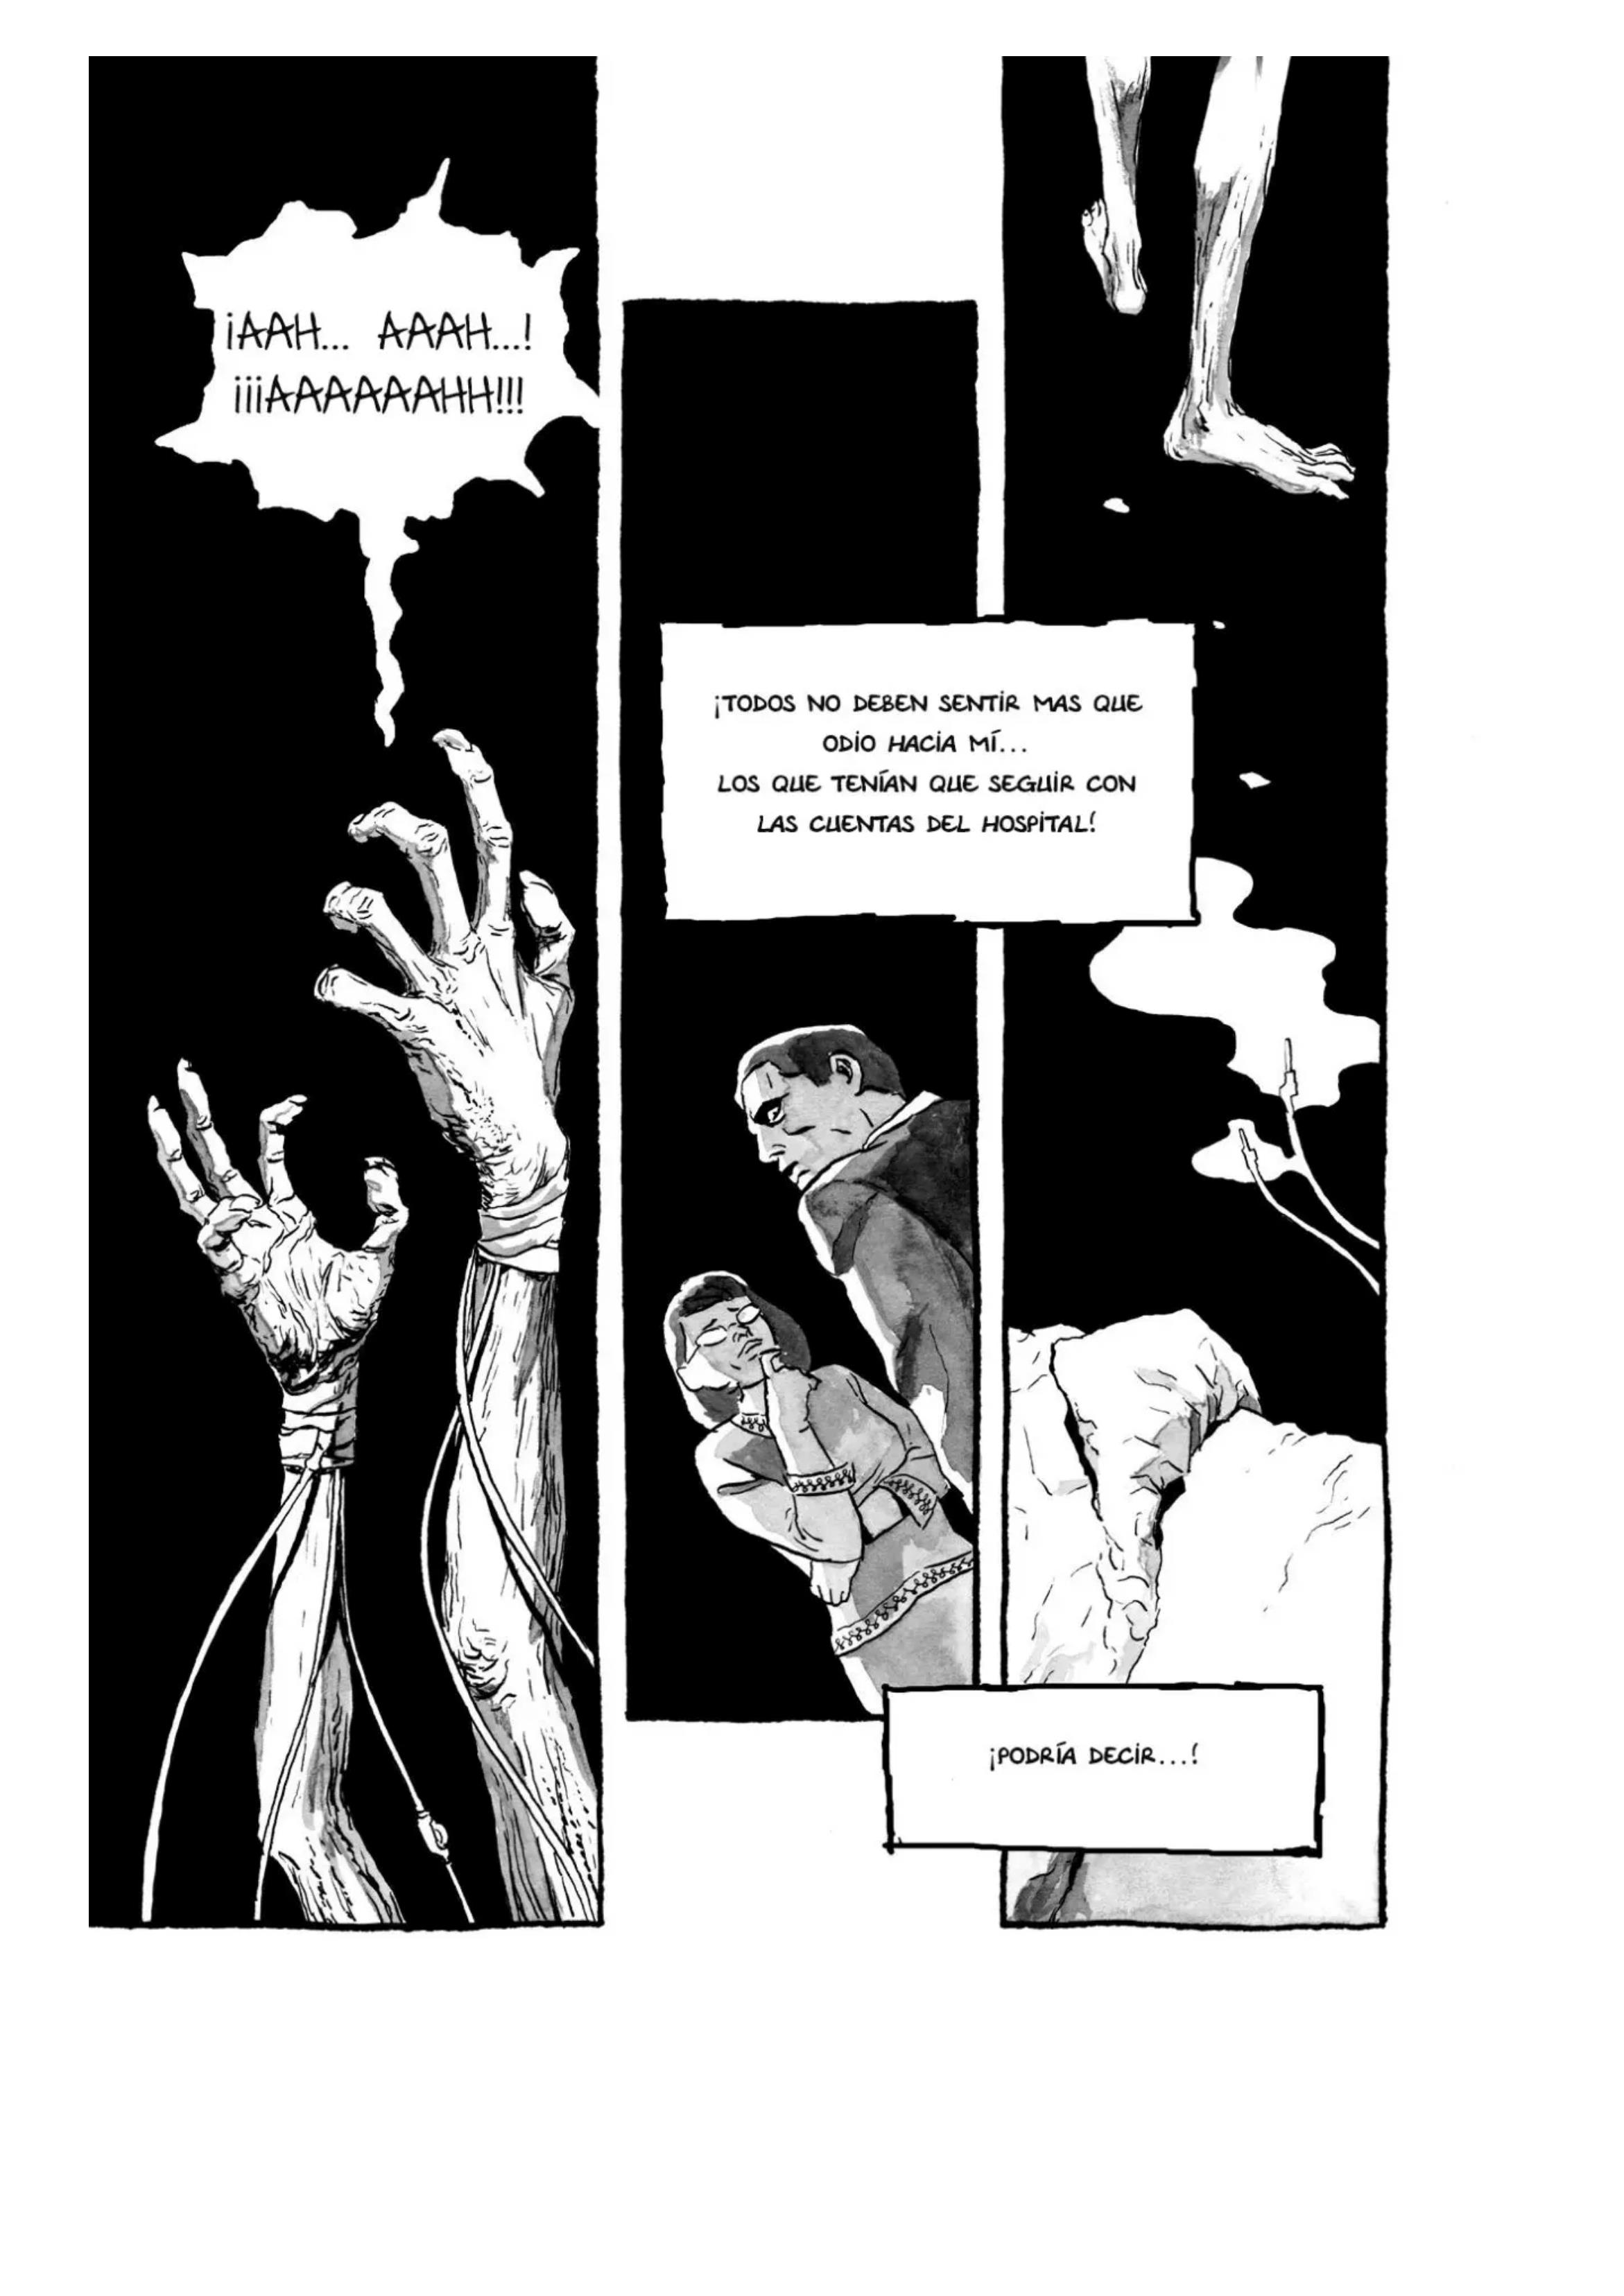 ¡AAH... AAAH...!
¡¡¡AAAAAAHH!!!
¡TODOS NO DEBEN SENTIR MAS QUE
ODIO HACIA MÍ...
LOS QUE TENÍAN QUE SEGUIR CON
LAS CUENTAS DEL HOSPITAL!
¡PODRÍA DECIR...!